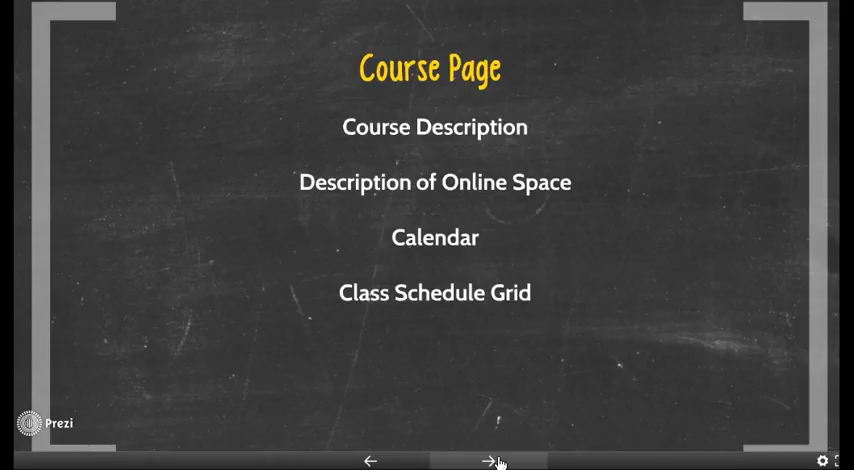 Course Page
Course Description
Description of Online Space
Calendar
Class Schedule Grid
Prezi